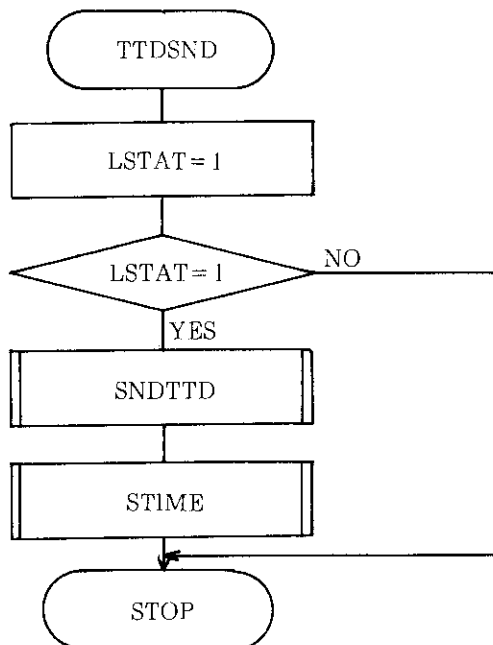 TTDSND
LSTAT = 1
LSTAT = 1
NO
YES
SNDTTD
STIME
STOP